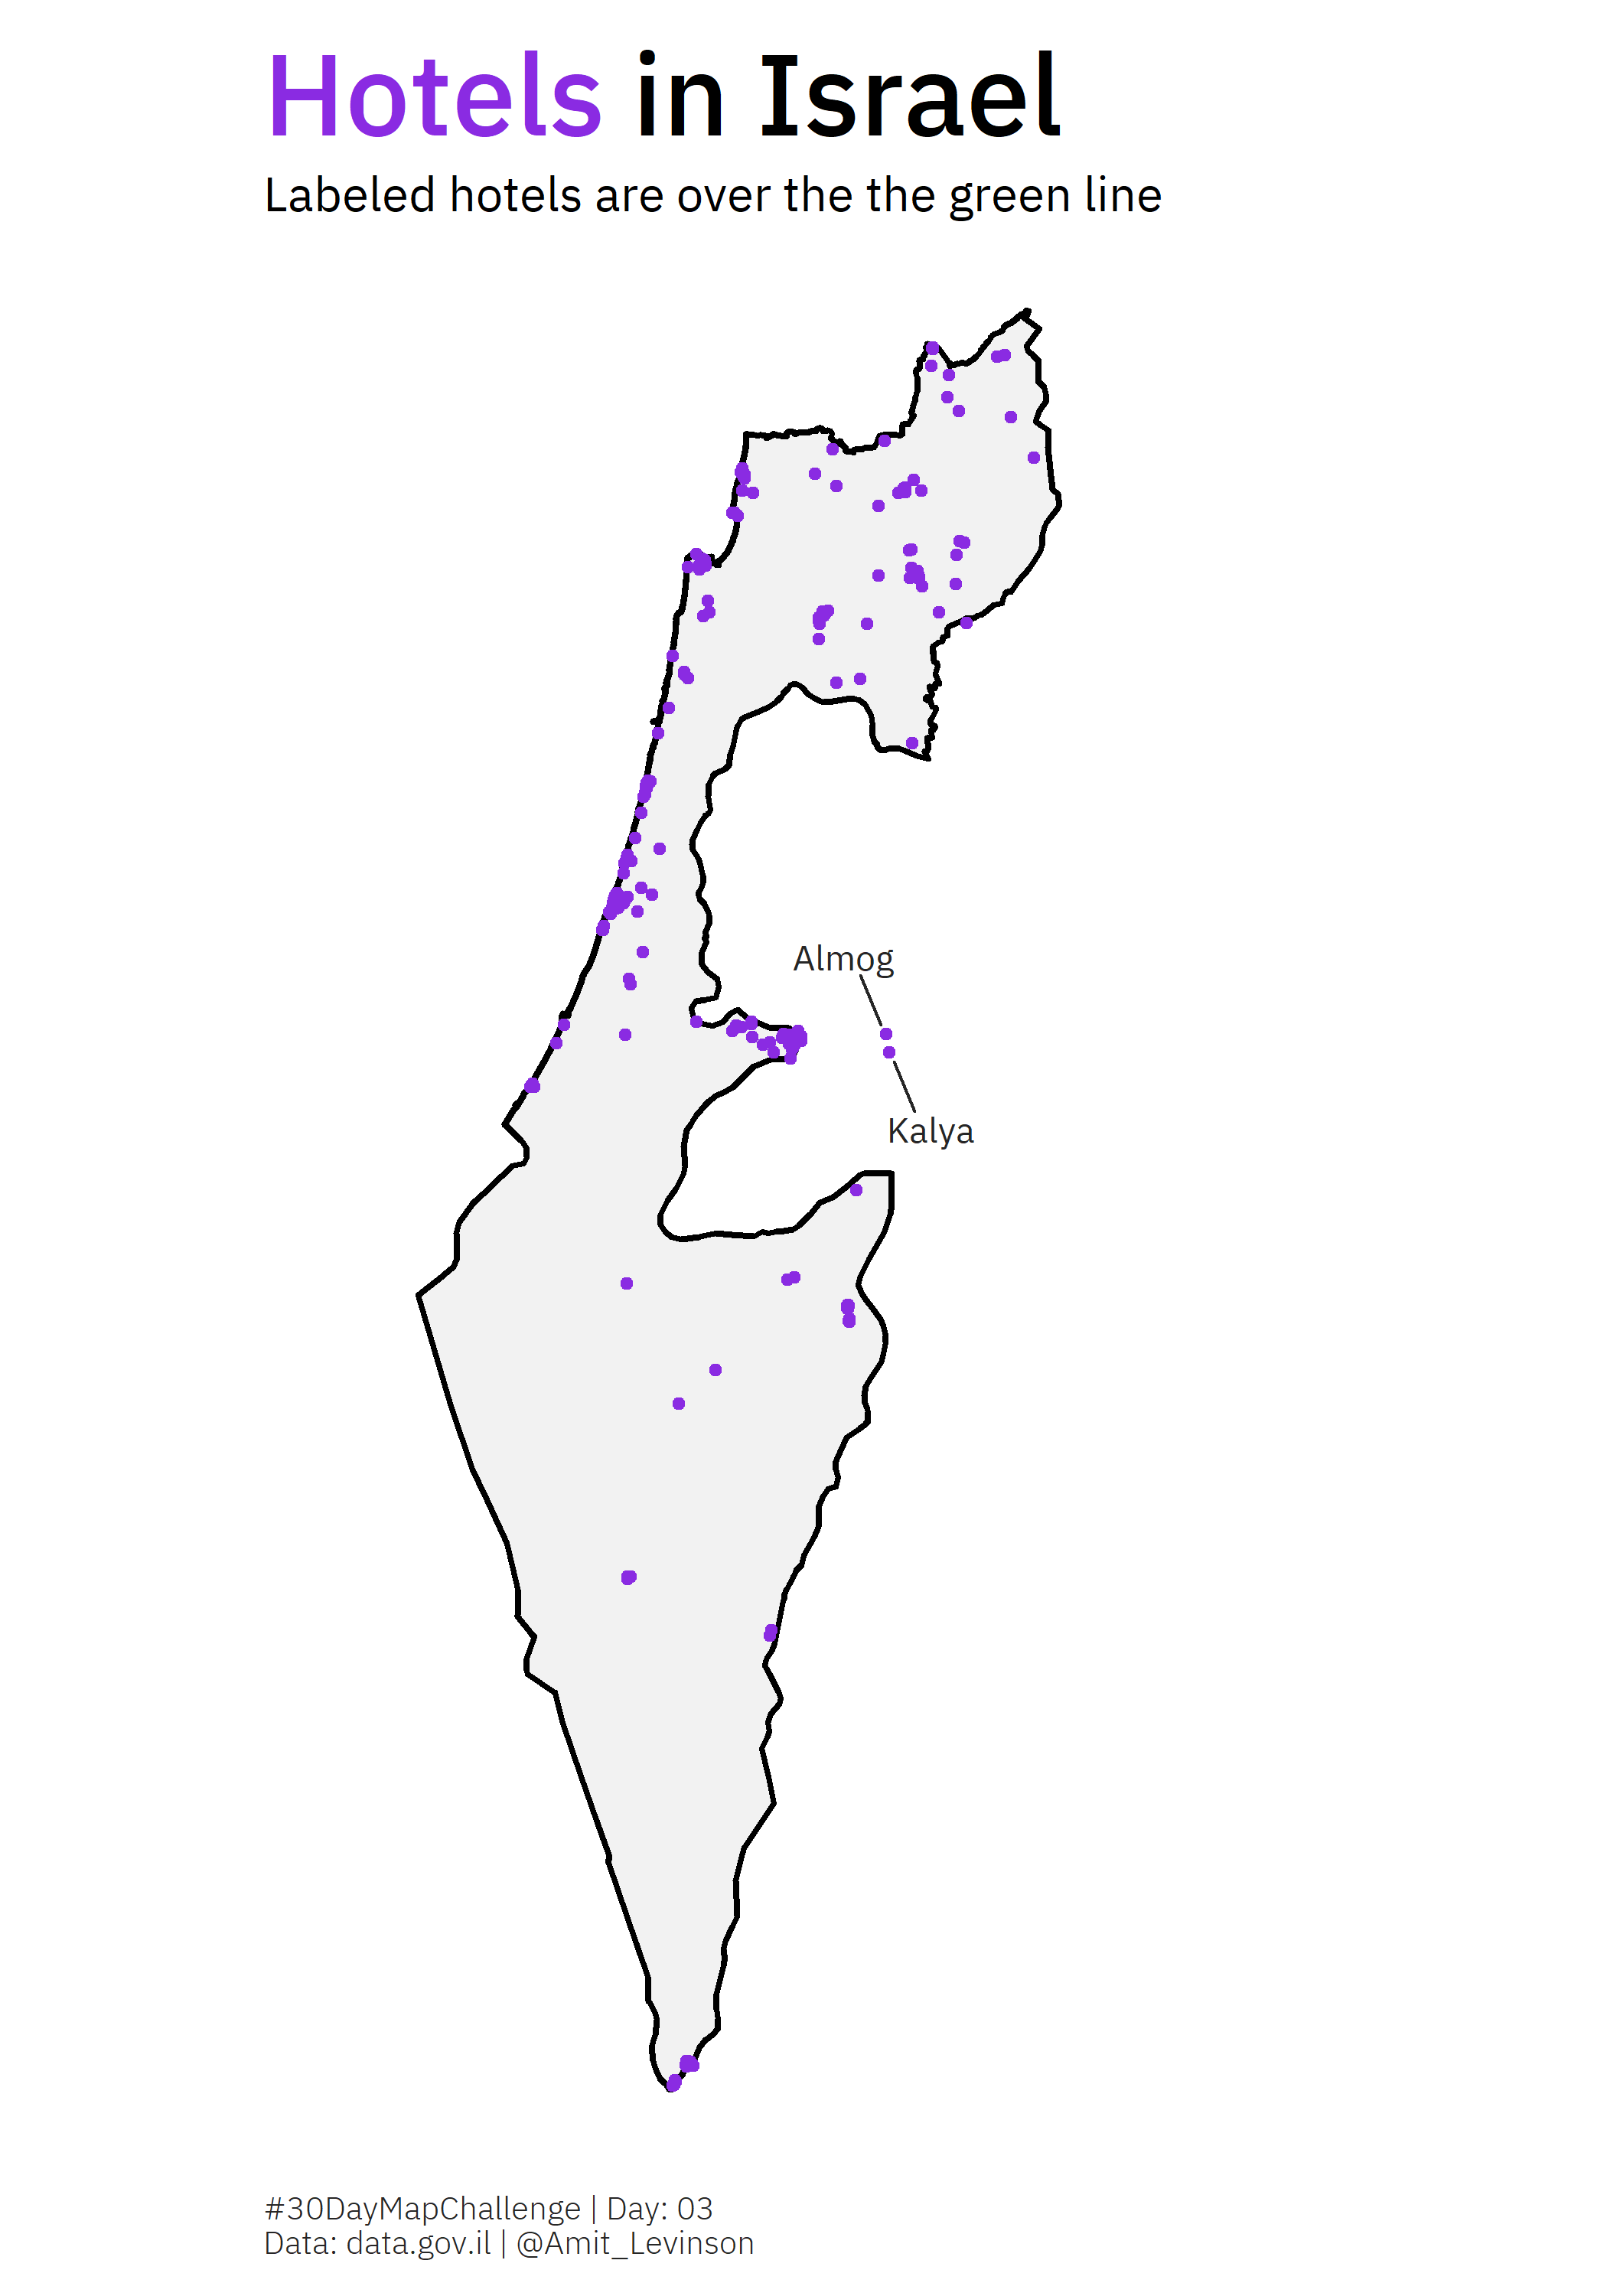 Hotels in Israel
Labeled hotels are over the the green line
Almog
Kalya
#30DayMapChallenge | Day: 03
Data: data.gov.il | @Amit_Levinson